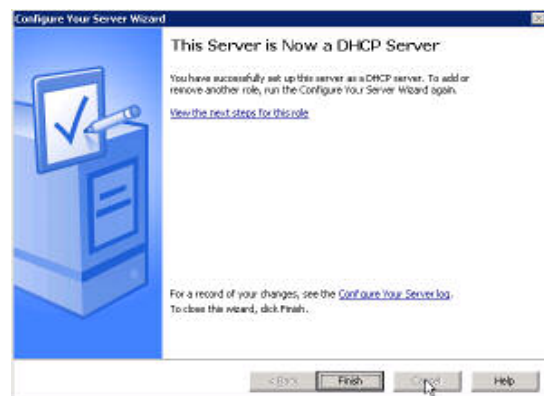 Configure Your Server Wizard
This Server is Now a DHCP Server
You have successfully set up this server as a DHCP server. To add or
remove another role, run the Configure Your Server Wizard again.
View the next steps for this role
For a record of your changes, see the Configure Your Server log.
To close this wizard, click Finish.
< Back Finish Cancel Help